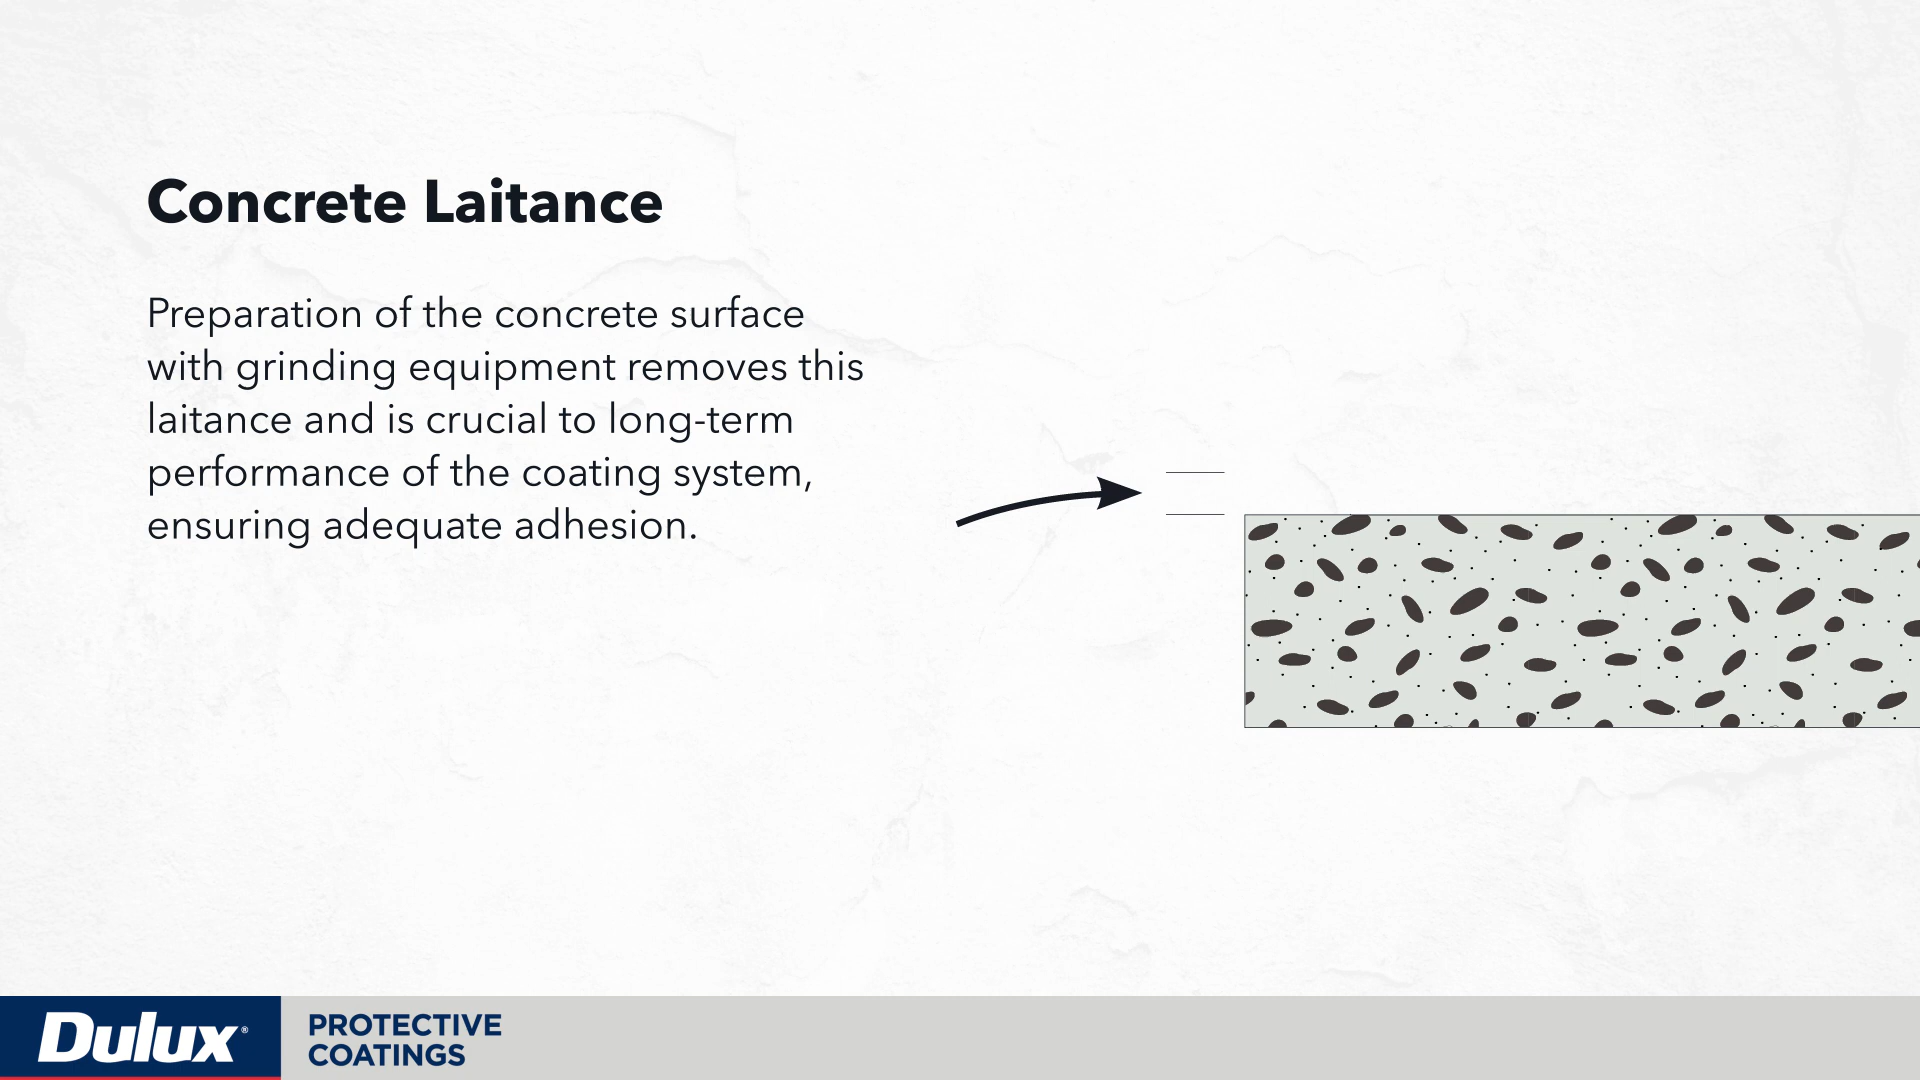 Concrete Laitance
Preparation of the concrete surface
with grinding equipment removes this
laitance and is crucial to long-term
performance of the coating system,
ensuring adequate adhesion.
Dulux®
PROTECTIVE
COATINGS